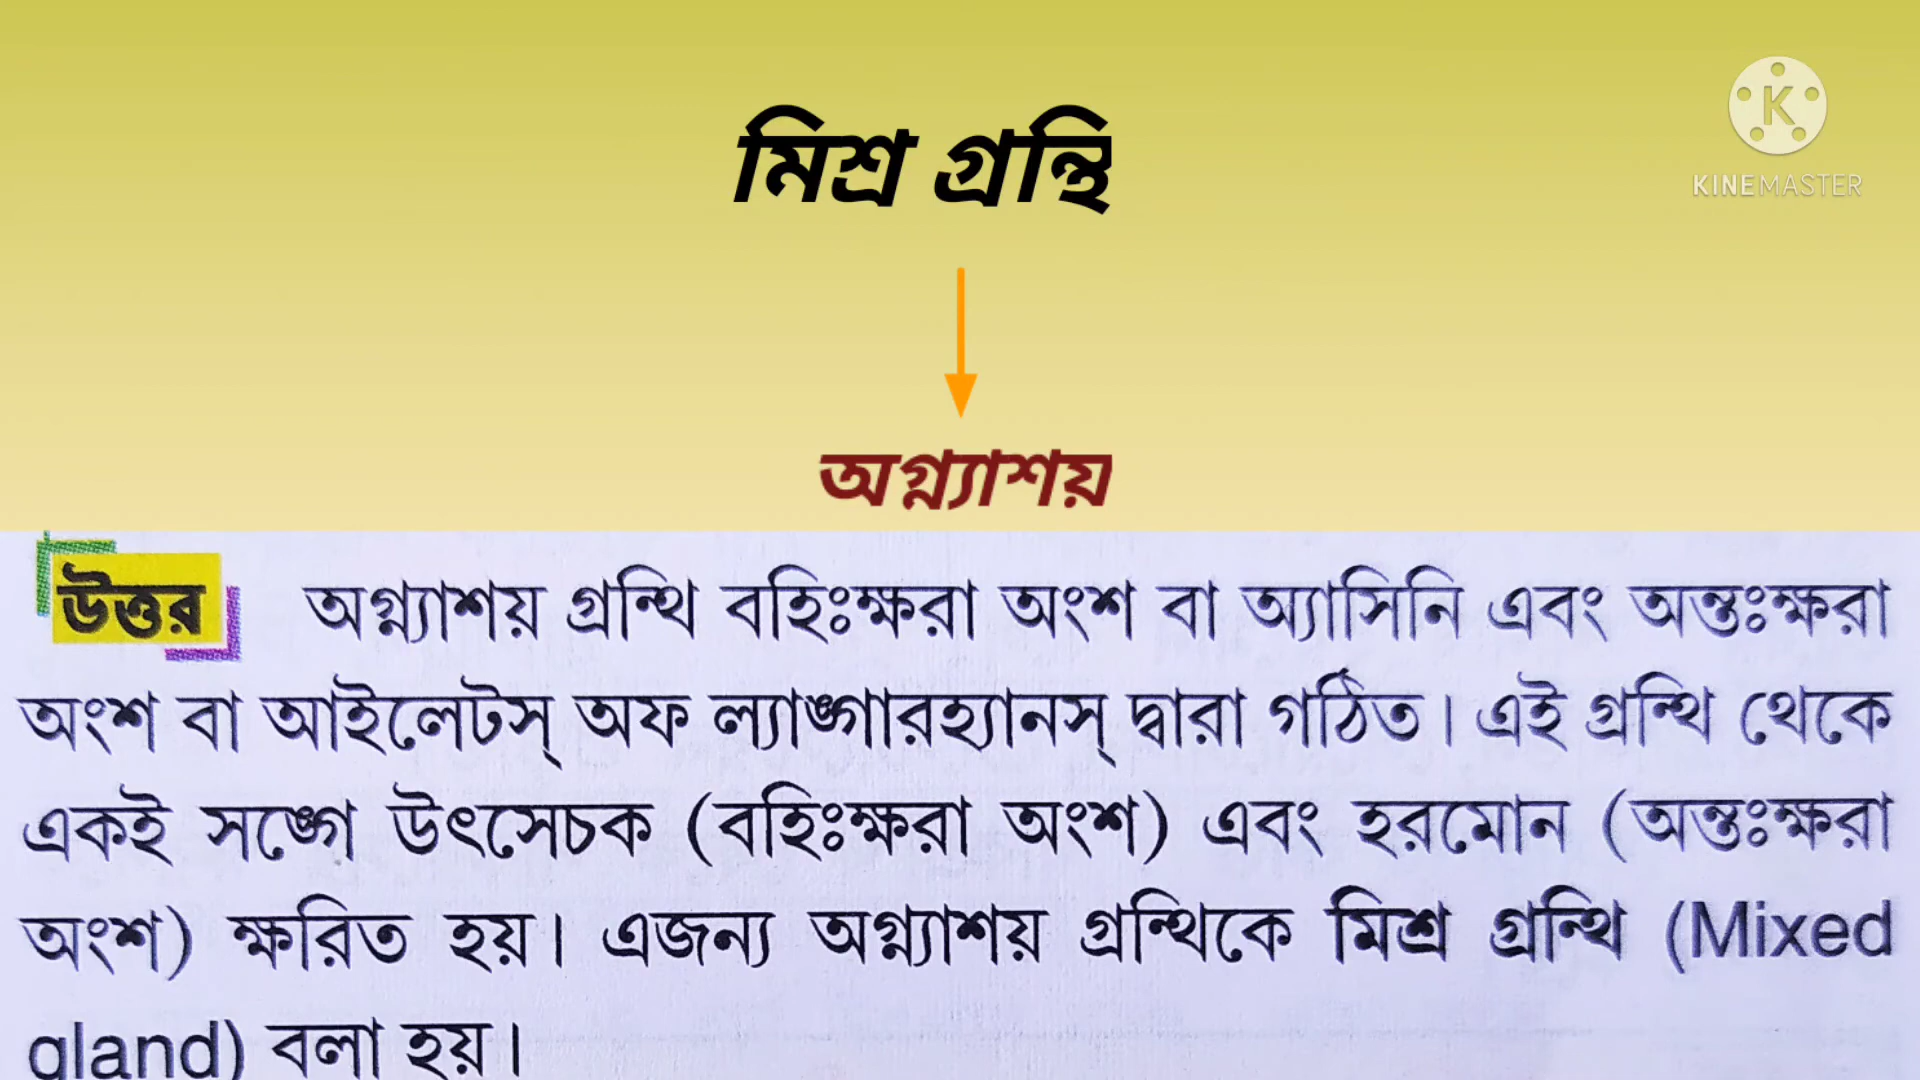 মিশ্র গ্রন্থি
KINEMASTER
অগ্ন্যাশয়
উত্তর অগ্ন্যাশয় গ্রন্থি বহিঃক্ষরা অংশ বা অ্যাসিনি এবং অন্তঃক্ষরা
অংশ বা আইলেটস্ অফ ল্যাঙ্গারহ্যানস্ দ্বারা গঠিত। এই গ্রন্থি থেকে
একই সঙ্গে উৎসেচক (বহিঃক্ষরা অংশ) এবং হরমোন (অন্তঃক্ষরা
অংশ) ক্ষরিত হয়। এজন্য অগ্ন্যাশয় গ্রন্থিকে মিশ্র গ্রন্থি (Mixed
gland) বলা হয়।